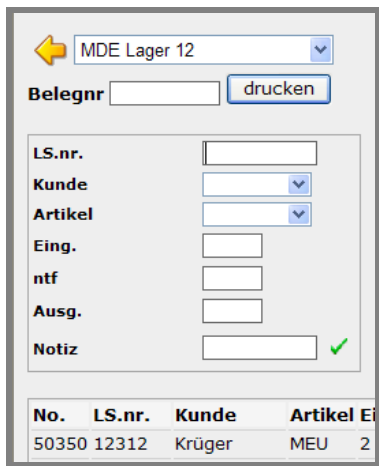 MDE Lager 12
Belegnr drucken
LS.nr.
Kunde
Artikel
Eing.
ntf
Ausg.
Notiz
No. LS.nr. Kunde Artikel Ei
50350 12312 Krüger MEU 2